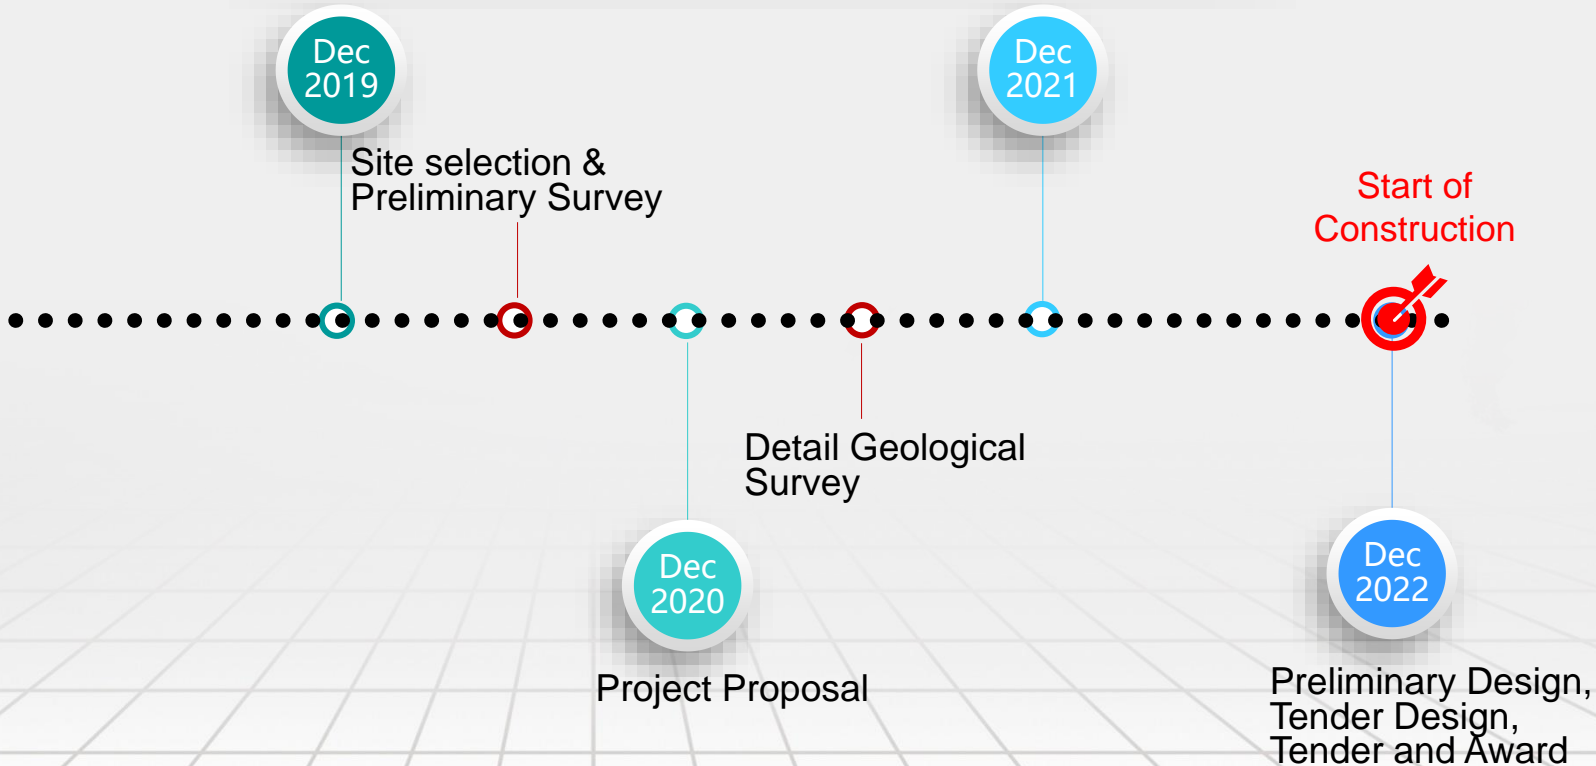 Dec
2019
Site selection &
Preliminary Survey
Dec
2020
Project Proposal
Detail Geological
Survey
Dec
2021
Start of
Construction
Dec
2022
Preliminary Design,
Tender Design,
Tender and Award